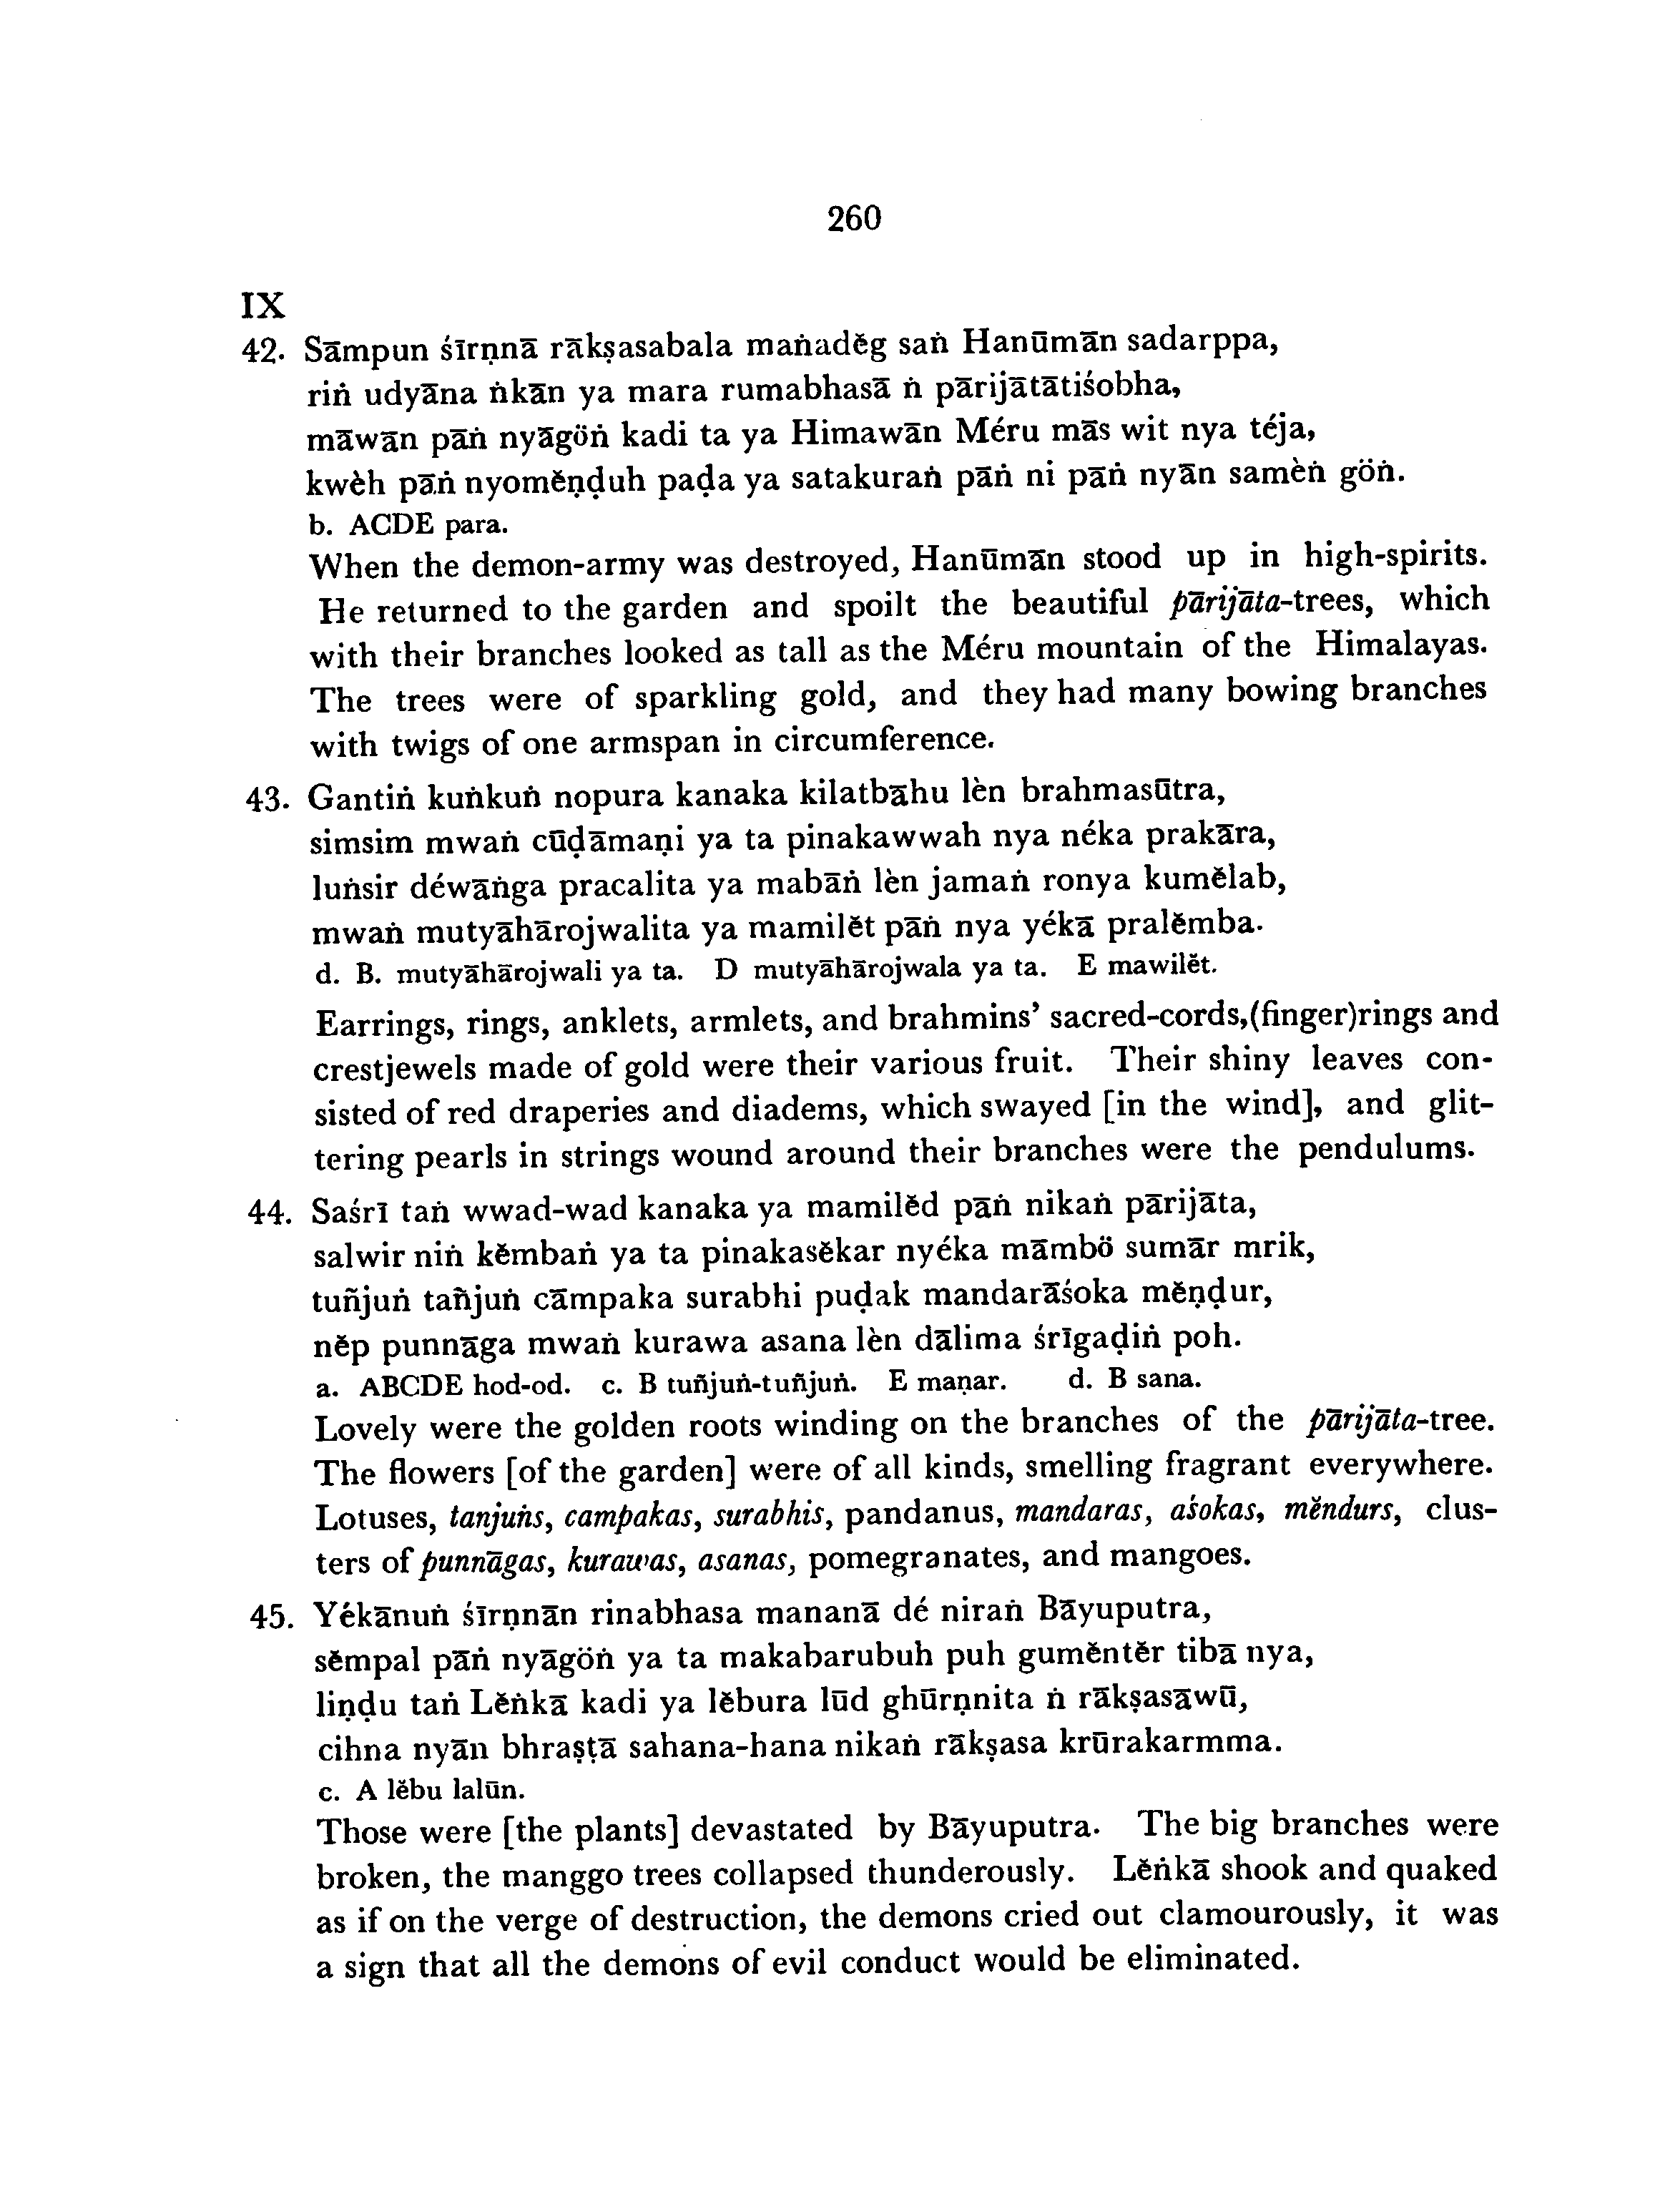 260
IX
42. Sāmpun śīrṇnā rākṣasabala maṅadĕg saṅ Hanūmān sadarppa,
riṅ udyāna ṅkān ya mara rumabhasā ṅ pārijātātiśobha,
māwān pāṅ nyāgöṅ kadi ta ya Himawān Méru mās wit nya téja,
kwèh pāṅ nyomĕṇḍuh paḍa ya satakuraṅ pāṅ ni pāṅ nyān samèṅ göṅ.
b. ACDE para.
When the demon-army was destroyed, Hanūmān stood up in high-spirits.
He returned to the garden and spoilt the beautiful pārijāta-trees, which
with their branches looked as tall as the Méru mountain of the Himalayas.
The trees were of sparkling gold, and they had many bowing branches
with twigs of one armspan in circumference.
43. Gantiṅ kuṅkuṅ nopura kanaka kilatbāhu lèn brahmasūtra,
simsim mwaṅ cūḍāmaṇi ya ta pinakawwah nya néka prakāra,
luṅsir déwāṅga pracalita ya mabāṅ lèn jamaṅ ronya kumĕlab,
mwaṅ mutyāhārojwalita ya mamilĕt pāṅ nya yékā pralĕmba.
d. B. mutyāhārojwali ya ta. D mutyāhārojwala ya ta. E mawilĕt.
Earrings, rings, anklets, armlets, and brahmins’ sacred-cords,(finger)rings and
crestjewels made of gold were their various fruit. Their shiny leaves con-
sisted of red draperies and diadems, which swayed [in the wind], and glit-
tering pearls in strings wound around their branches were the pendulums.
44. Saśrī taṅ wwad-wad kanaka ya mamilĕd pāṅ nikaṅ pārijāta,
salwir niṅ kĕmbaṅ ya ta pinakasĕkar nyéka māmbö sumār mrik,
tuñjuṅ tañjuṅ cāmpaka surabhi puḍak mandarāśoka mĕṇḍur,
nĕp punnāga mwaṅ kurawa asana lèn dālima śrīgaḍiṅ poh.
a. ABCDE hod-od. c. B tuñjuṅ-tuñjuṅ. E maṇar. d. B sana.
Lovely were the golden roots winding on the branches of the pārijāta-tree.
The flowers [of the garden] were of all kinds, smelling fragrant everywhere.
Lotuses, tanjuṅs, campakas, surabhis, pandanus, mandaras, aśokas, mĕndurs, clus-
ters of punnāgas, kurawas, asanas, pomegranates, and mangoes.
45. Yékānuṅ śīrṇnān rinabhasa mananā dé niraṅ Bāyuputra,
sĕmpal pāṅ nyāgöṅ ya ta makabarubuh puh gumĕntĕr tibā nya,
liṇḍu taṅ Lĕṅkā kadi ya lĕbura lūd ghūrṇnita ṅ rākṣasāwū,
cihna nyān bhraṣṭā sahana-hana nikaṅ rākṣasa krūrakarmma.
c. A lĕbu lalūn.
Those were [the plants] devastated by Bāyuputra. The big branches were
broken, the manggo trees collapsed thunderously. Lĕṅkā shook and quaked
as if on the verge of destruction, the demons cried out clamourously, it was
a sign that all the demons of evil conduct would be eliminated.